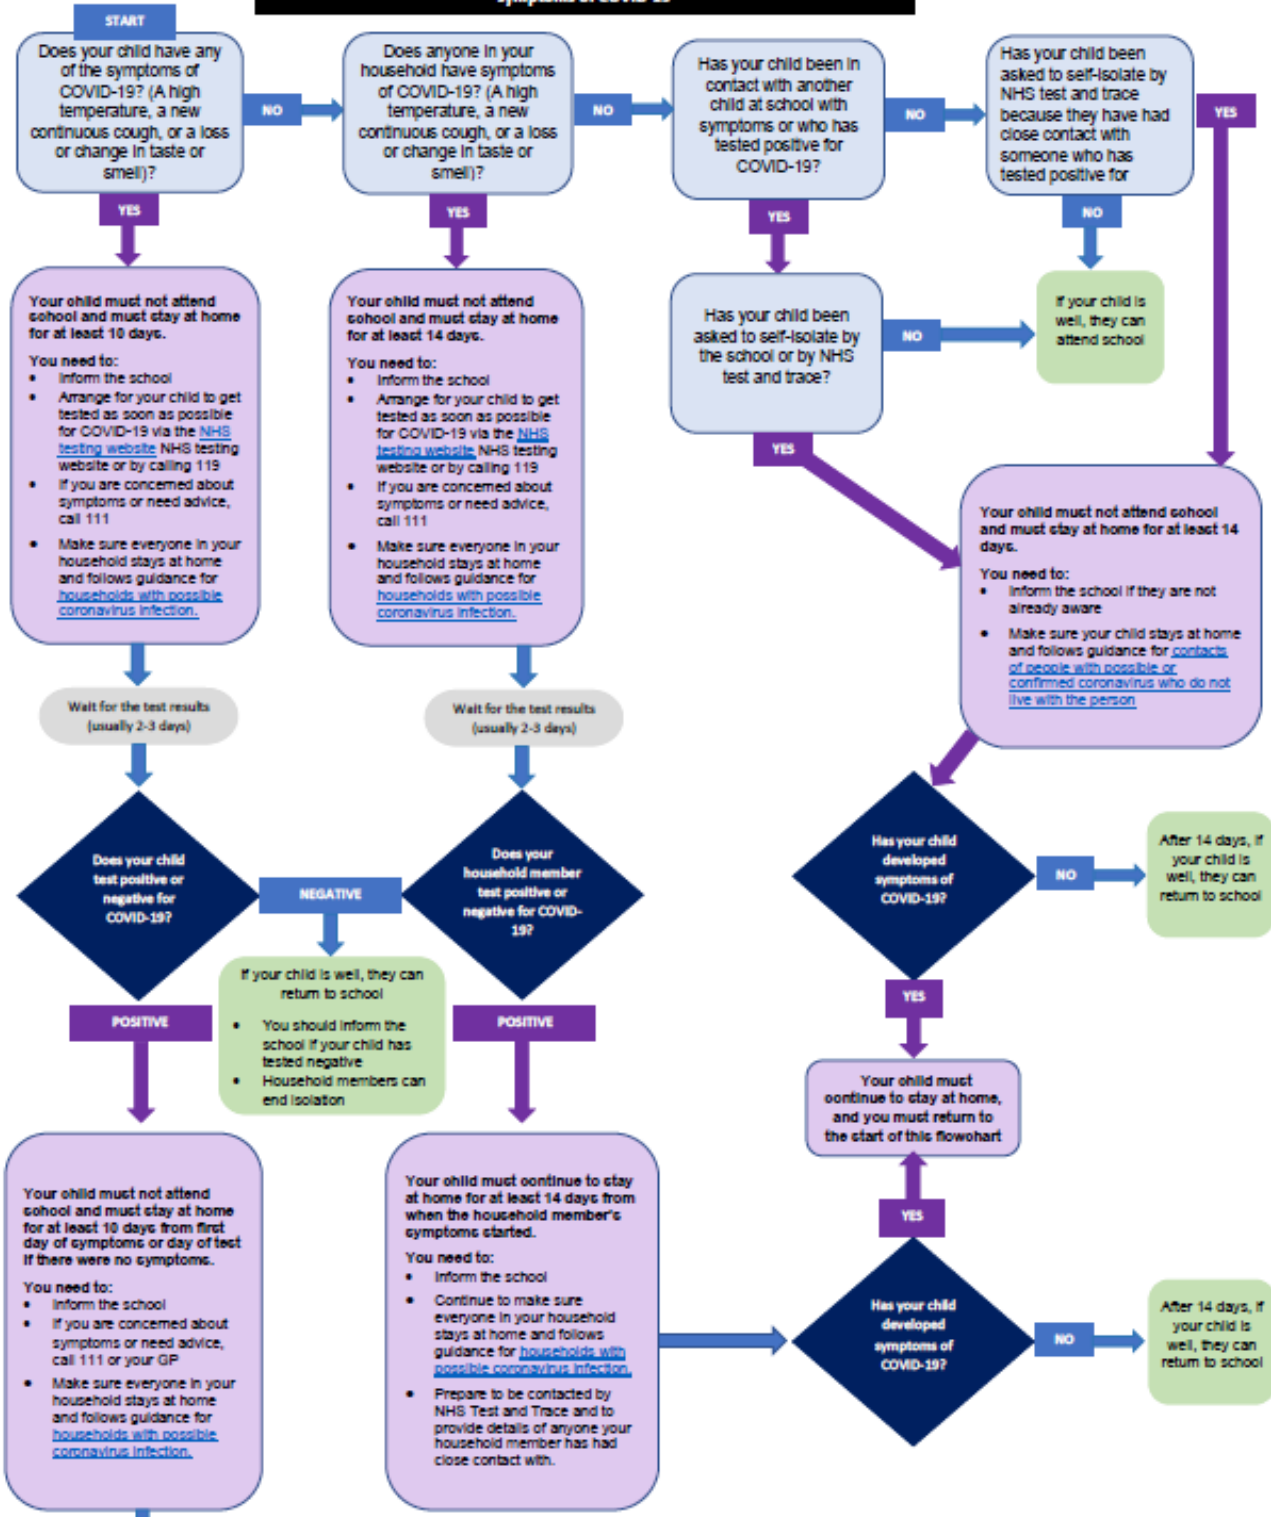 symptoms of COVID-19
START
Does your child have any
of the symptoms of
COVID-19? (A high
temperature, a new
continuous cough, or a loss
or change in taste or
smell)?
NO
Does anyone in your
household have symptoms
of COVID-19? (A high
temperature, a new
continuous cough, or a loss
or change in taste or
smell)?
NO
Has your child been in
contact with another
child at school with
symptoms or who has
tested positive for
COVID-19?
NO
Has your child been
asked to self-isolate by
NHS test and trace
because they have had
close contact with
someone who has
tested positive for
YES
YES
YES
YES
NO
Your child must not attend
school and must stay at home
for at least 10 days.
You need to:
• Inform the school
• Arrange for your child to get
tested as soon as possible
for COVID-19 via the NHS
testing website NHS testing
website or by calling 119
• If you are concerned about
symptoms or need advice,
call 111
• Make sure everyone in your
household stays at home
and follows guidance for
households with possible
coronavirus infection.
Your child must not attend
school and must stay at home
for at least 14 days.
You need to:
• Inform the school
• Arrange for your child to get
tested as soon as possible
for COVID-19 via the NHS
testing website NHS testing
website or by calling 119
• If you are concerned about
symptoms or need advice,
call 111
• Make sure everyone in your
household stays at home
and follows guidance for
households with possible
coronavirus infection.
Has your child been
asked to self-isolate by
the school or by NHS
test and trace?
NO
If your child is
well, they can
attend school
YES
Your child must not attend school
and must stay at home for at least 14
days.
You need to:
• Inform the school if they are not
already aware
• Make sure your child stays at home
and follows guidance for contacts
of people with possible or
confirmed coronavirus who do not
live with the person
Wait for the test results
(usually 2-3 days)
Wait for the test results
(usually 2-3 days)
Does your child
test positive or
negative for
COVID-19?
NEGATIVE
Does your
household member
test positive or
negative for COVID-
19?
Has your child
developed
symptoms of
COVID-19?
NO
After 14 days, if
your child is
well, they can
return to school
If your child is well, they can
return to school
• You should inform the
school if your child has
tested negative
• Household members can
end isolation
POSITIVE
POSITIVE
YES
Your child must
continue to stay at home,
and you must return to
the start of this flowchart
YES
Your child must not attend
school and must stay at home
for at least 10 days from first
day of symptoms or day of test
if there were no symptoms.
You need to:
• Inform the school
• If you are concerned about
symptoms or need advice,
call 111 or your GP
• Make sure everyone in your
household stays at home
and follows guidance for
households with possible
coronavirus infection.
Your child must continue to stay
at home for at least 14 days from
when the household member's
symptoms started.
You need to:
• Inform the school
• Continue to make sure
everyone in your household
stays at home and follows
guidance for households with
possible coronavirus infection.
• Prepare to be contacted by
NHS Test and Trace and to
provide details of anyone your
household member has had
close contact with.
Has your child
developed
symptoms of
COVID-19?
NO
After 14 days, if
your child is
well, they can
return to school